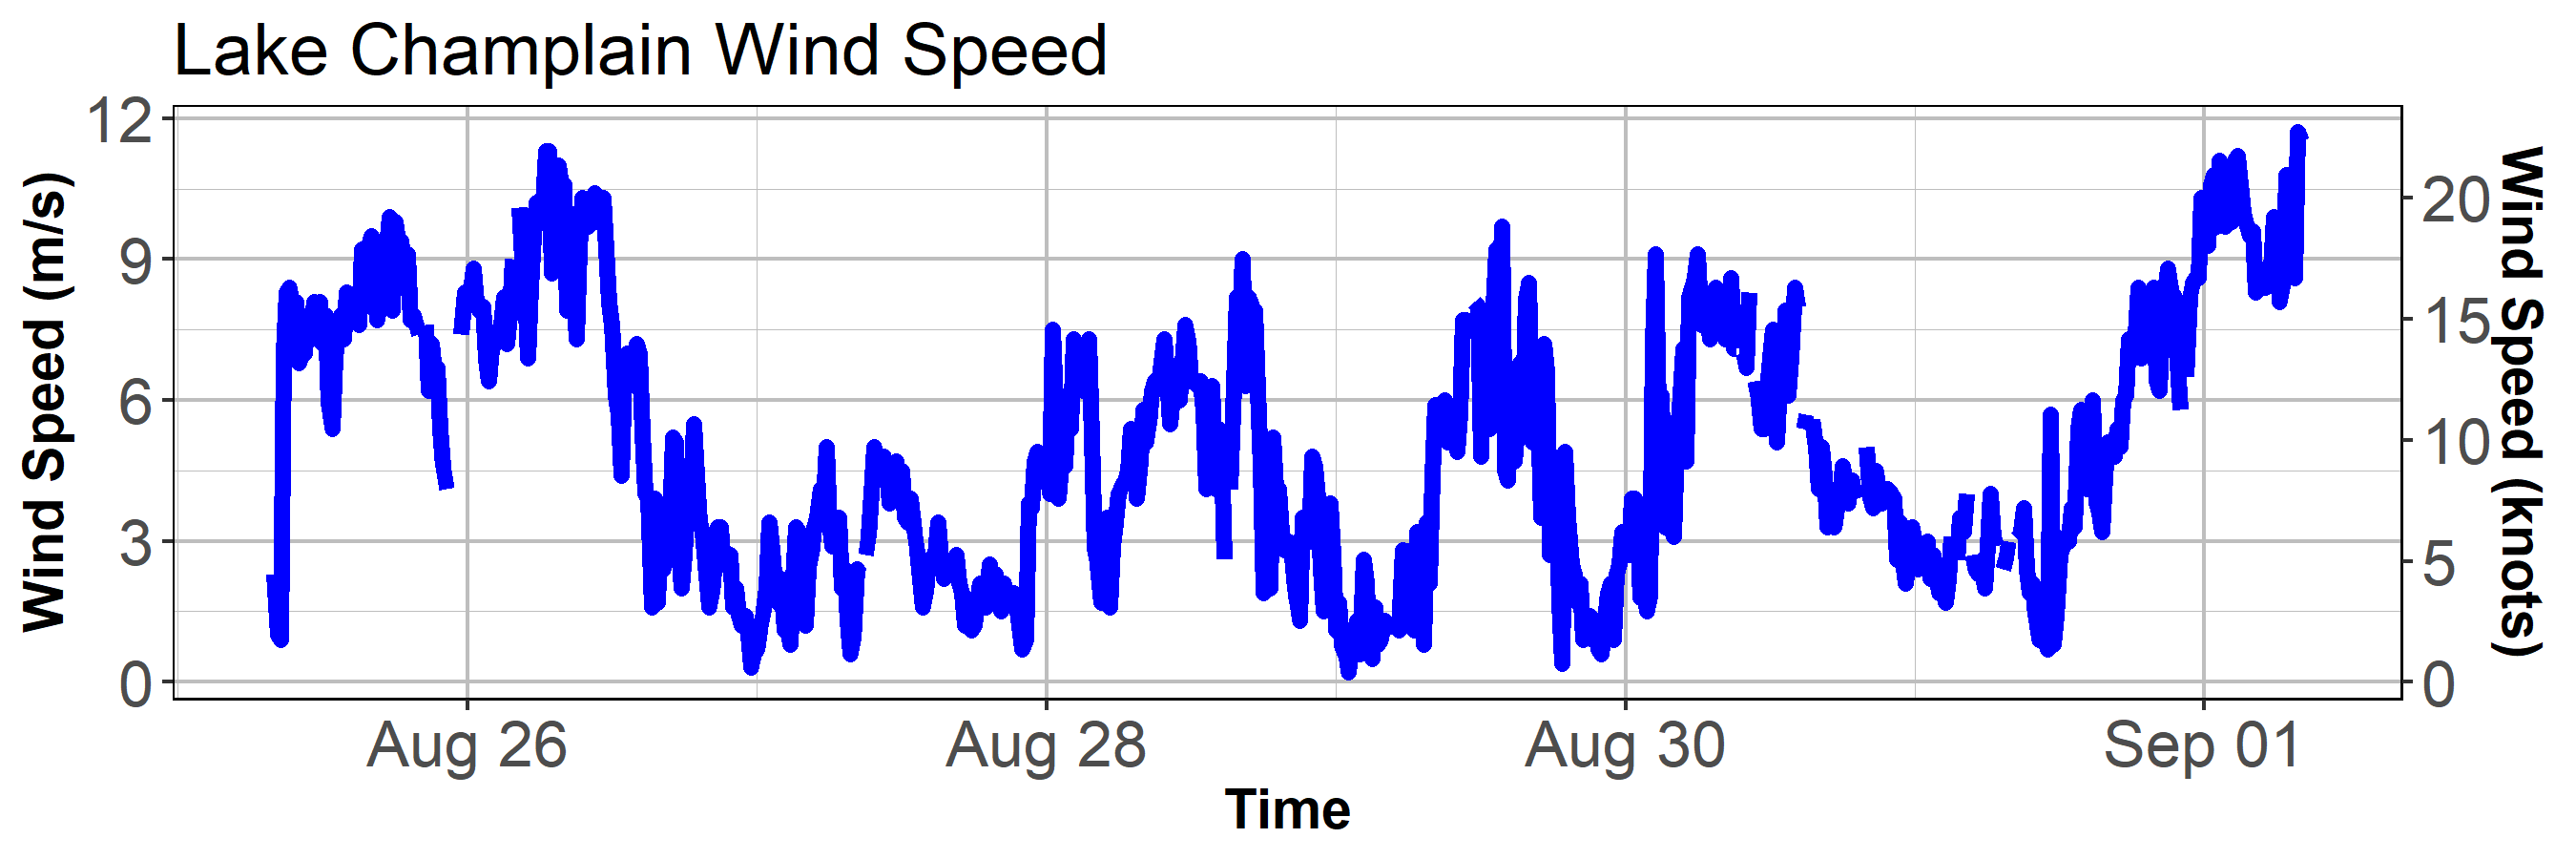 Lake Champlain Wind Speed
Wind Speed (m/s)
12
9
6
3
0
Wind Speed (knots)
20
15
10
5
0
Aug 26
Aug 28
Aug 30
Sep 01
Time